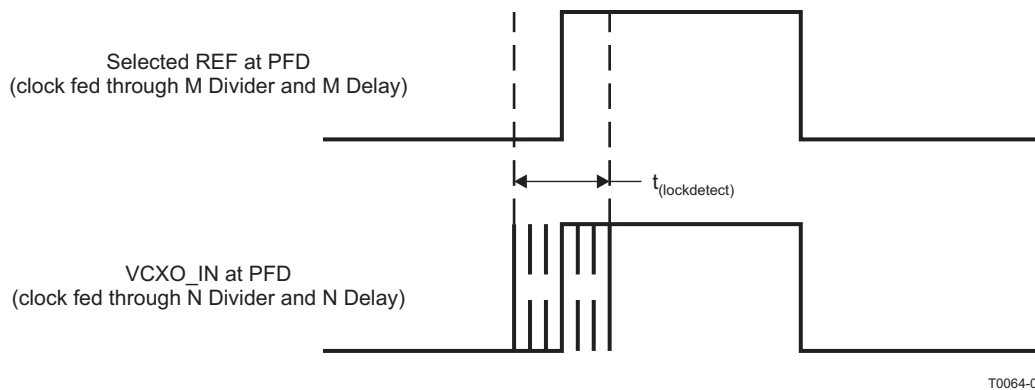 Selected REF at PFD
(clock fed through M Divider and M Delay)
t(lockdetect)
VCXO_IN at PFD
(clock fed through N Divider and N Delay)
T0064-0